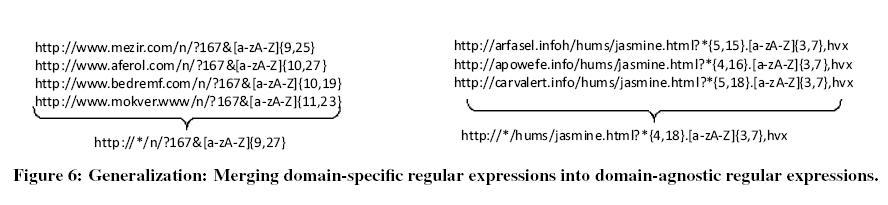 http://www.mezir.com/n/?167&[a-zA-Z]{9,25}
http://www.aferol.com/n/?167&[a-zA-Z]{10,27}
http://www.bedremf.com/n/?167&[a-zA-Z]{10,19}
http://www.mokver.www/n/?167&[a-zA-Z]{11,23}
http://*/n/?167&[a-zA-Z]{9,27}
http://arfasel.infoh/hums/jasmine.html?*{5,15}.[a-zA-Z]{3,7},hvx
http://apowefe.info/hums/jasmine.html?*{4,16}.[a-zA-Z]{3,7},hvx
http://carvalert.info/hums/jasmine.html?*{5,18}.[a-zA-Z]{3,7},hvx
http://*/hums/jasmine.html?*{4,18}.[a-zA-Z]{3,7},hvx
Figure 6: Generalization: Merging domain-specific regular expressions into domain-agnostic regular expressions.